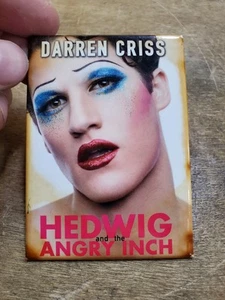 DARREN CRISS
HEDWIG
and the
ANGRY INCH